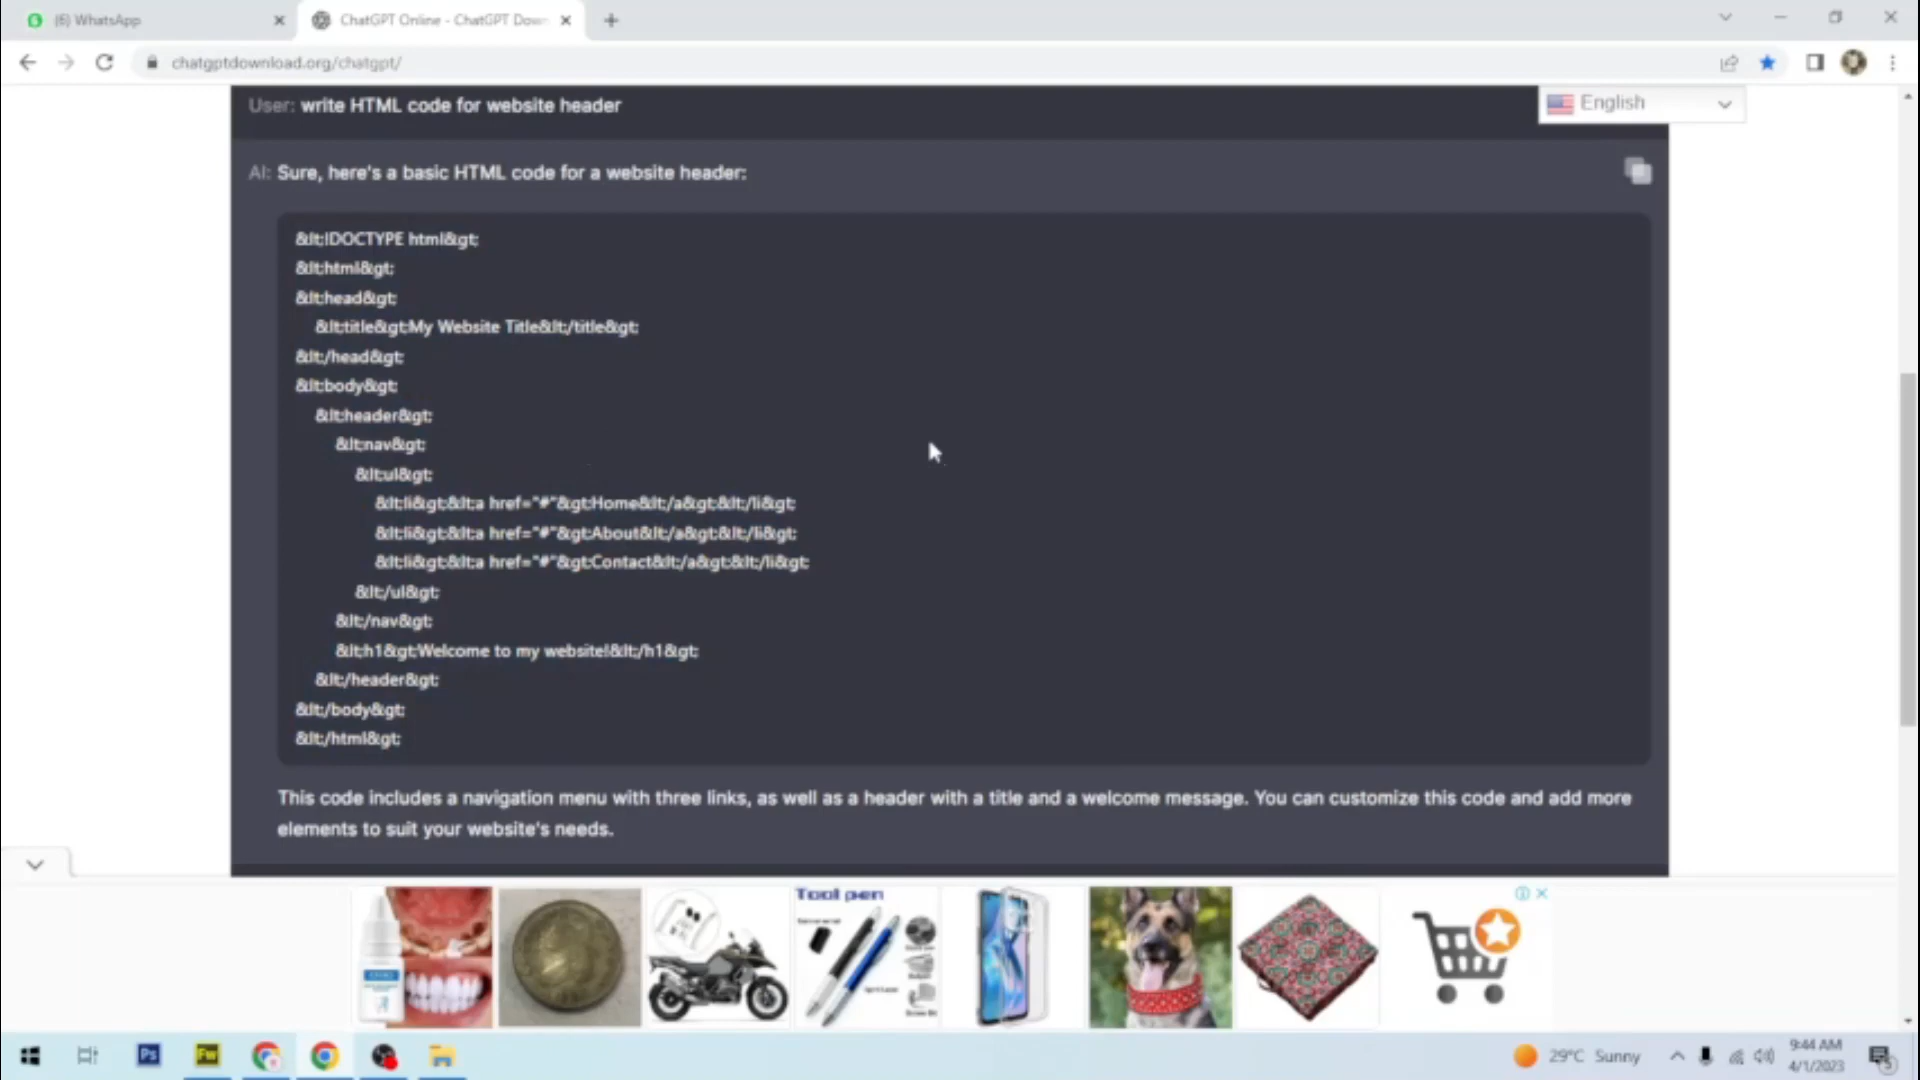 (6) WhatsApp
ChatGPT Online - ChatGPT Down
chatgptdownload.org/chatgpt/
User: write HTML code for website header
English
AI: Sure, here's a basic HTML code for a website header:
&lt;!DOCTYPE html&gt;
&lt;html&gt;
&lt;head&gt;
&lt;title&gt;My Website Title&lt;/title&gt;
&lt;/head&gt;
&lt;body&gt;
&lt;header&gt;
&lt;nav&gt;
&lt;ul&gt;
&lt;li&gt;&lt;a href="#"&gt;Home&lt;/a&gt;&lt;/li&gt;
&lt;li&gt;&lt;a href="#"&gt;About&lt;/a&gt;&lt;/li&gt;
&lt;li&gt;&lt;a href="#"&gt;Contact&lt;/a&gt;&lt;/li&gt;
&lt;/ul&gt;
&lt;/nav&gt;
&lt;h1&gt;Welcome to my website!&lt;/h1&gt;
&lt;/header&gt;
&lt;/body&gt;
&lt;/html&gt;
This code includes a navigation menu with three links, as well as a header with a title and a welcome message. You can customize this code and add more
elements to suit your website's needs.
Tool pen
Ps
Fw
29°C Sunny
9:44 AM
4/1/2023
5